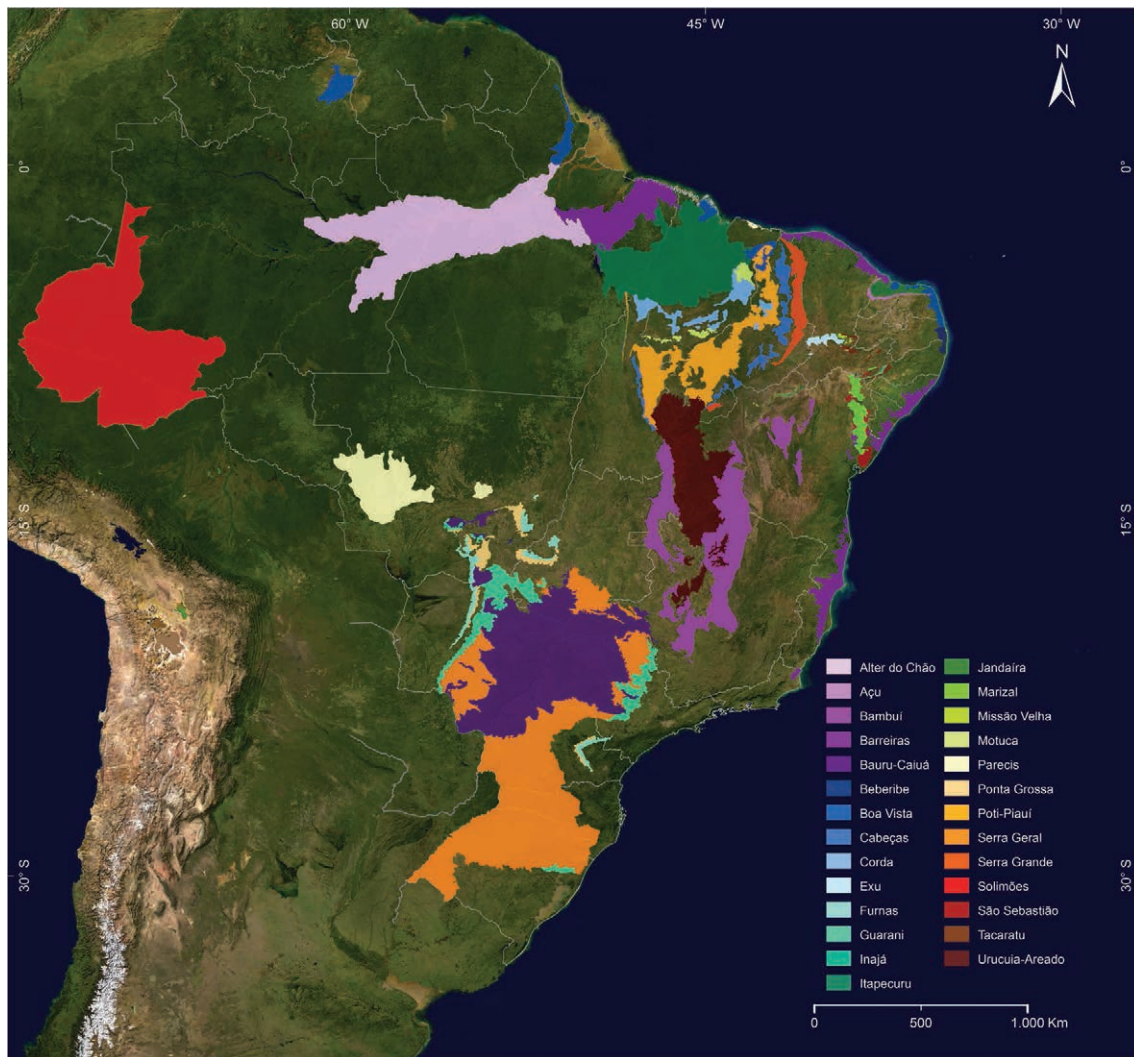 60° W
45° W
30° W
N
0°
0°
15° S
15° S
30° S
30° S
Alter do Chão
Açu
Bambuí
Barreiras
Bauru-Caiuá
Beberibe
Boa Vista
Cabeças
Corda
Exu
Furnas
Guarani
Inajá
Itapecuru
Jandaíra
Marizal
Missão Velha
Motuca
Parecis
Ponta Grossa
Poti-Piauí
Serra Geral
Serra Grande
Solimões
São Sebastião
Tacaratu
Urucuia-Areado
0
500
1.000 Km